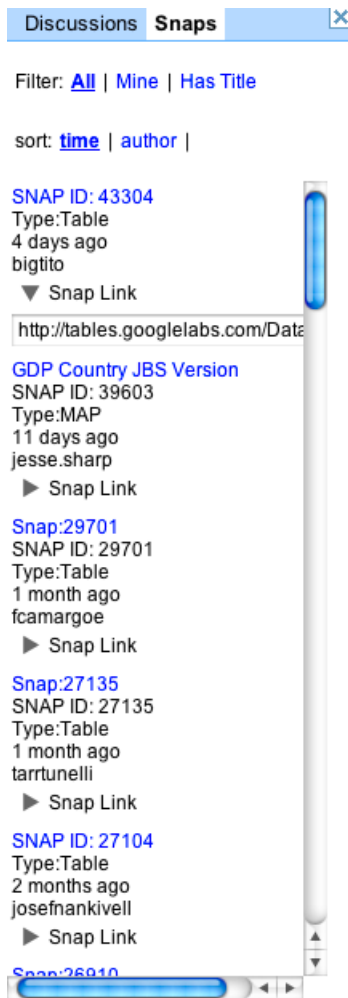 Discussions Snaps
Filter: All | Mine | Has Title
sort: time | author |
SNAP ID: 43304
Type:Table
4 days ago
bigtito
Snap Link
http://tables.googlelabs.com/Data
GDP Country JBS Version
SNAP ID: 39603
Type:MAP
11 days ago
jesse.sharp
Snap Link
Snap:29701
SNAP ID: 29701
Type:Table
1 month ago
fcamargoe
Snap Link
Snap:27135
SNAP ID: 27135
Type:Table
1 month ago
tarrtunelli
Snap Link
SNAP ID: 27104
Type:Table
2 months ago
josefnankivell
Snap Link
Snap:26910